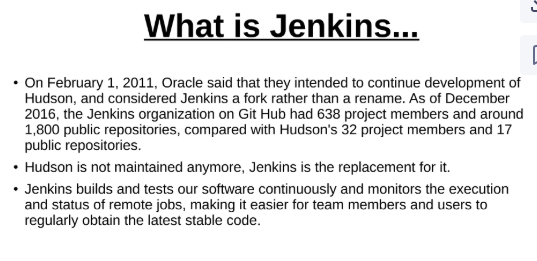 What is Jenkins...
• On February 1, 2011, Oracle said that they intended to continue development of
Hudson, and considered Jenkins a fork rather than a rename. As of December
2016, the Jenkins organization on Git Hub had 638 project members and around
1,800 public repositories, compared with Hudson's 32 project members and 17
public repositories.
• Hudson is not maintained anymore, Jenkins is the replacement for it.
• Jenkins builds and tests our software continuously and monitors the execution
and status of remote jobs, making it easier for team members and users to
regularly obtain the latest stable code.